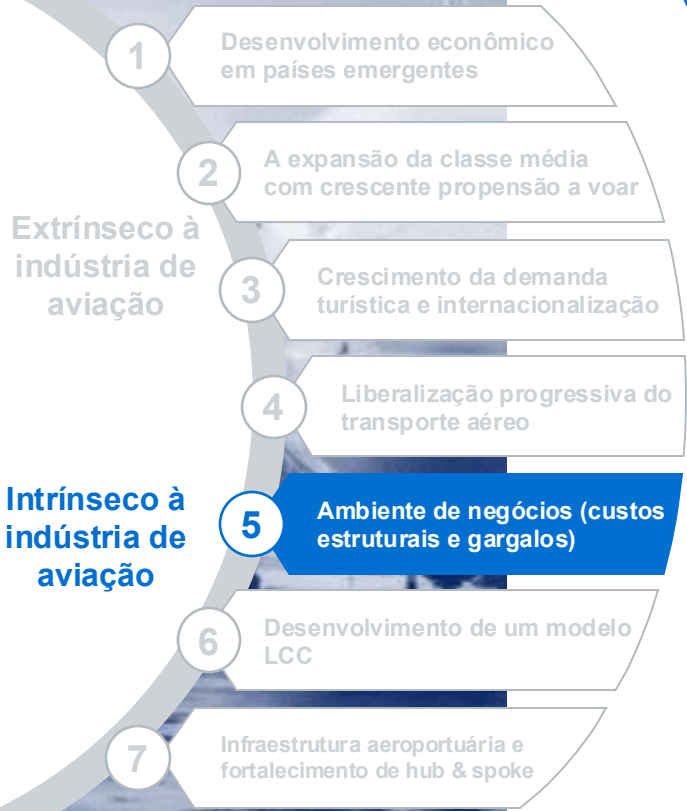 1
Desenvolvimento econômico
em países emergentes
2
A expansão da classe média
com crescente propensão a voar
Extrínseco à
indústria de
aviação
3
Crescimento da demanda
turística e internacionalização
4
Liberalização progressiva do
transporte aéreo
Intrínseco à
indústria de
aviação
5
Ambiente de negócios (custos
estruturais e gargalos)
6
Desenvolvimento de um modelo
LCC
7
Infraestrutura aeroportuária e
fortalecimento de hub & spoke